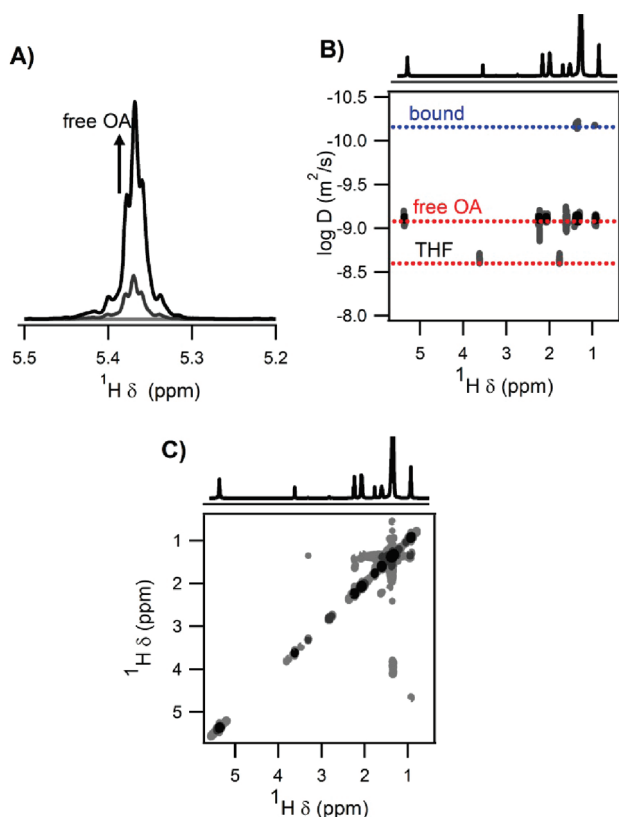 A)
free OA
5.5 5.4 5.3 5.2
¹H δ (ppm)
B)
-10.5
bound
-10.0
-9.5
free OA
-9.0
THF
-8.5
-8.0
log D (m²/s)
5 4 3 2 1
¹H δ (ppm)
C)
1
2
3
4
5
¹H δ (ppm)
5 4 3 2 1
¹H δ (ppm)